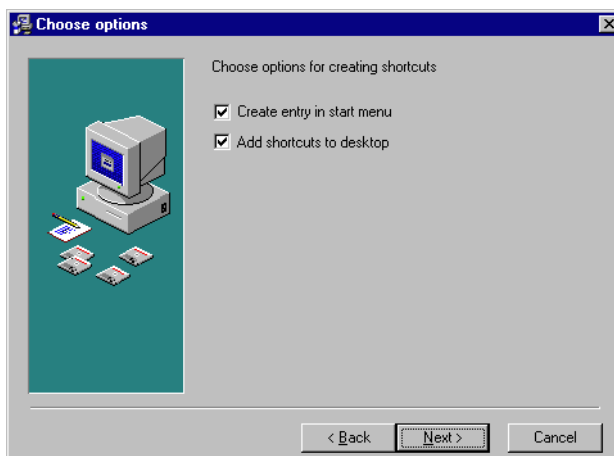 Choose options
Choose options for creating shortcuts
Create entry in start menu
Add shortcuts to desktop
< Back
Next >
Cancel